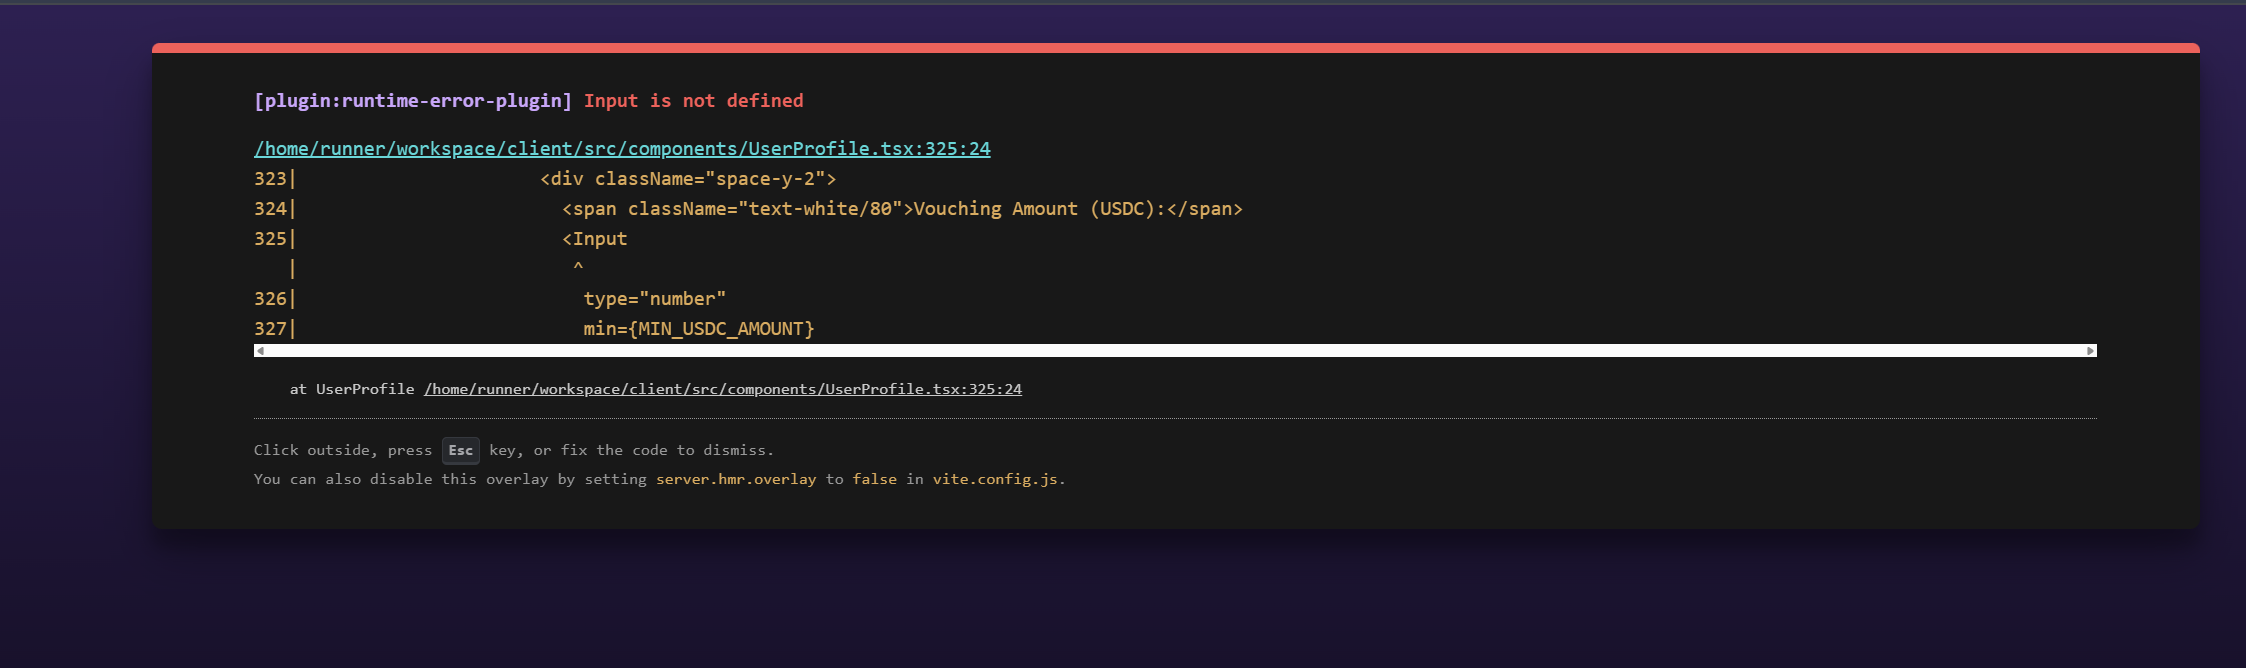 [plugin:runtime-error-plugin] Input is not defined
/home/runner/workspace/client/src/components/UserProfile.tsx:325:24
323|                      <div className="space-y-2">
324|                        <span className="text-white/80">Vouching Amount (USDC):</span>
325|                        <Input
   |                         ^
326|                          type="number"
327|                          min={MIN_USDC_AMOUNT}
at UserProfile /home/runner/workspace/client/src/components/UserProfile.tsx:325:24
Click outside, press Esc key, or fix the code to dismiss.
You can also disable this overlay by setting server.hmr.overlay to false in vite.config.js.